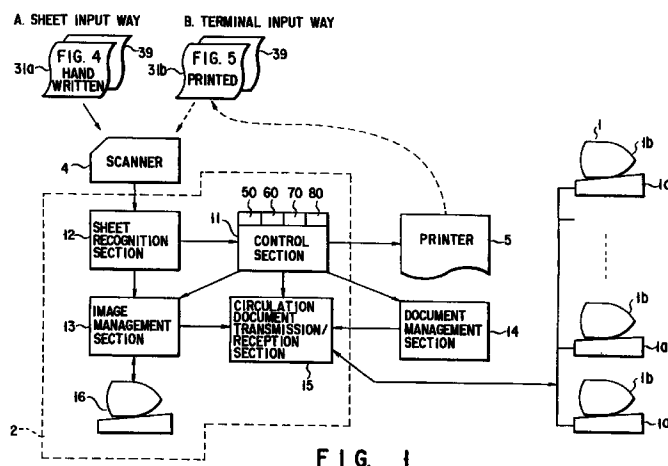 A. SHEET INPUT WAY
B. TERMINAL INPUT WAY
39
39
FIG. 4
FIG. 5
31a
HAND
WRITTEN
31b
PRINTED
1
1b
1a
4
SCANNER
50 60 70 80
11
12
SHEET
RECOGNITION
SECTION
CONTROL
SECTION
PRINTER
5
13
IMAGE
MANAGEMENT
SECTION
CIRCULATION
DOCUMENT
TRANSMISSION/
RECEPTION
SECTION
DOCUMENT
MANAGEMENT
SECTION
14
1b
1a
16
15
1b
1a
2
FIG. 1